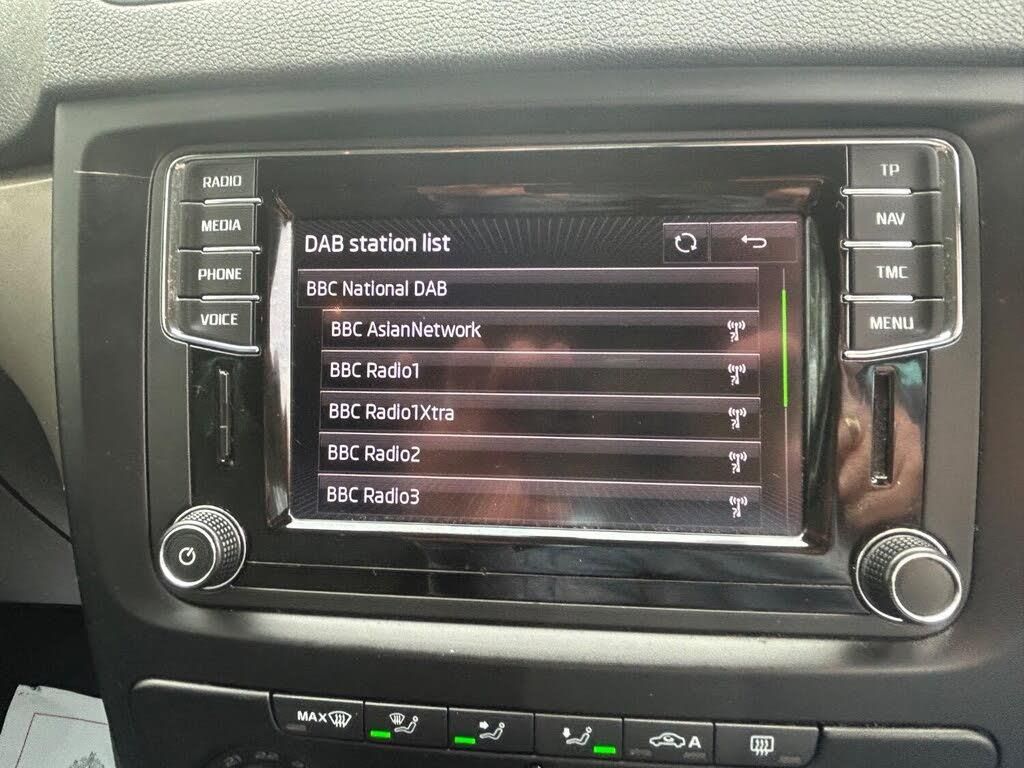 RADIO
MEDIA
PHONE
VOICE
DAB station list
BBC National DAB
BBC AsianNetwork
BBC Radio1
BBC Radio1Xtra
BBC Radio2
BBC Radio3
TP
NAV
TMC
MENU
MAX
A